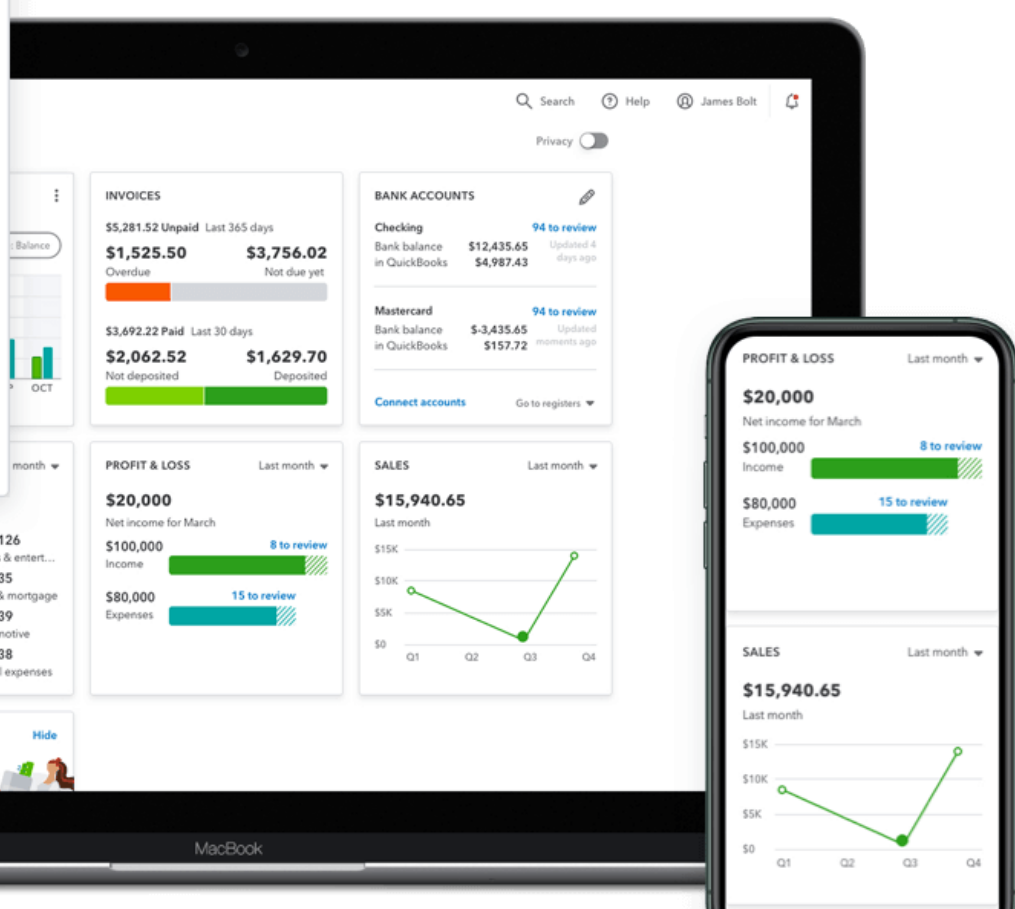 Search
Help
James Bolt
Privacy
: Balance
OCT
INVOICES
$5,281.52 Unpaid Last 365 days
$1,525.50 $3,756.02
Overdue Not due yet
$3,692.22 Paid Last 30 days
$2,062.52 $1,629.70
Not deposited Deposited
BANK ACCOUNTS
Checking 94 to review
Bank balance $12,435.65 Updated 4
in QuickBooks $4,987.43 days ago
Mastercard 94 to review
Bank balance $-3,435.65 Updated
in QuickBooks $157.72 moments ago
Connect accounts Go to registers
month
126
& entert...
35
& mortgage
39
motive
38
l expenses
Hide
PROFIT & LOSS Last month
$20,000
Net income for March
$100,000 8 to review
Income
$80,000 15 to review
Expenses
SALES Last month
$15,940.65
Last month
$15K
$10K
$5K
$0
Q1 Q2 Q3 Q4
MacBook
PROFIT & LOSS Last month
$20,000
Net income for March
$100,000 8 to review
Income
$80,000 15 to review
Expenses
SALES Last month
$15,940.65
Last month
$15K
$10K
$5K
$0
Q1 Q2 Q3 Q4